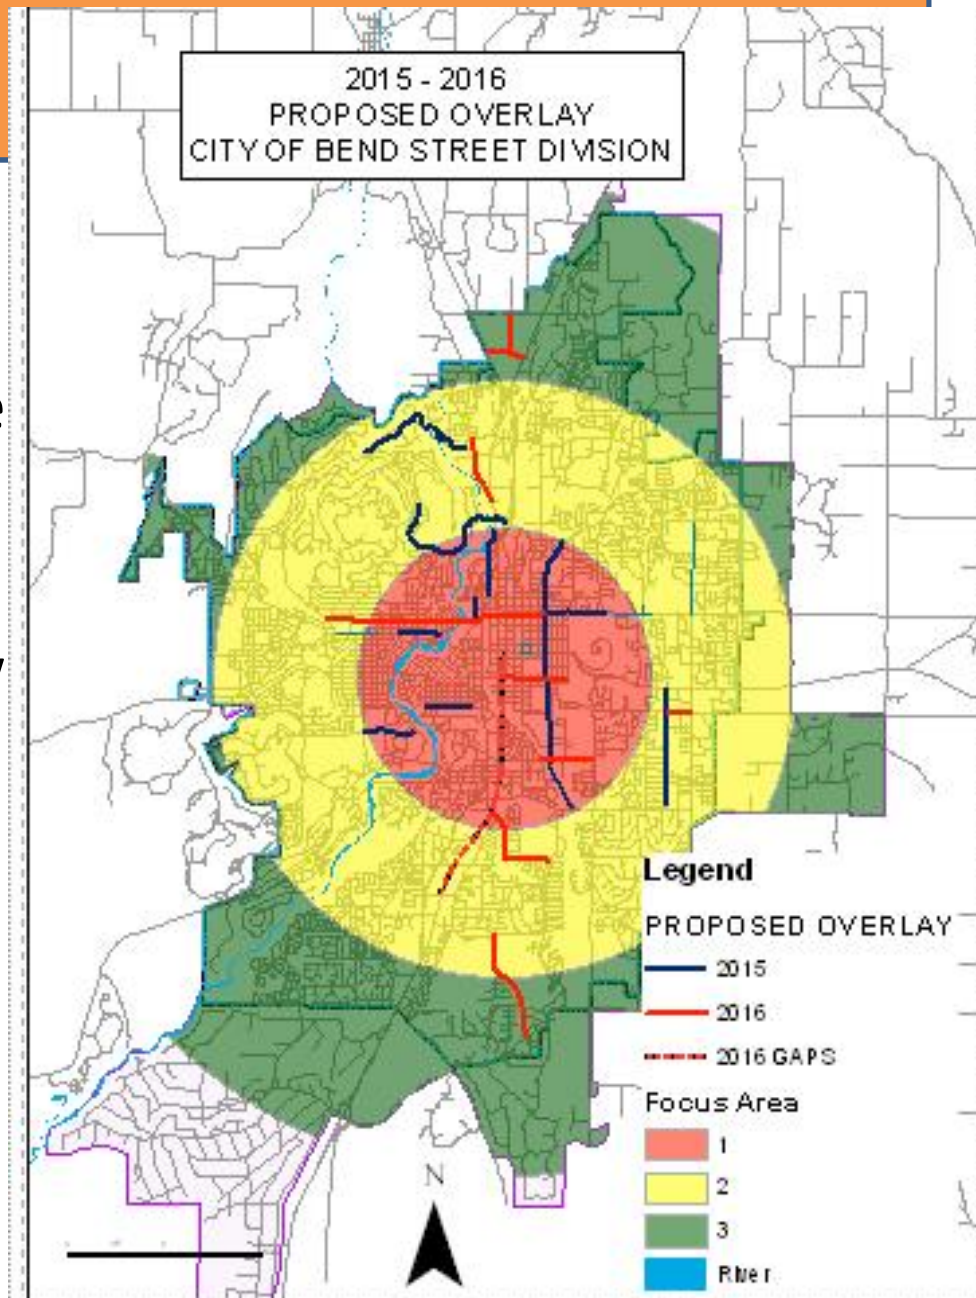 2015 - 2016
PROPOSED OVERLAY
CITY OF BEND STREET DIVISION
Legend
PROPOSED OVERLAY
2015
2016
2016 GAPS
Focus Area
1
2
3
River
N